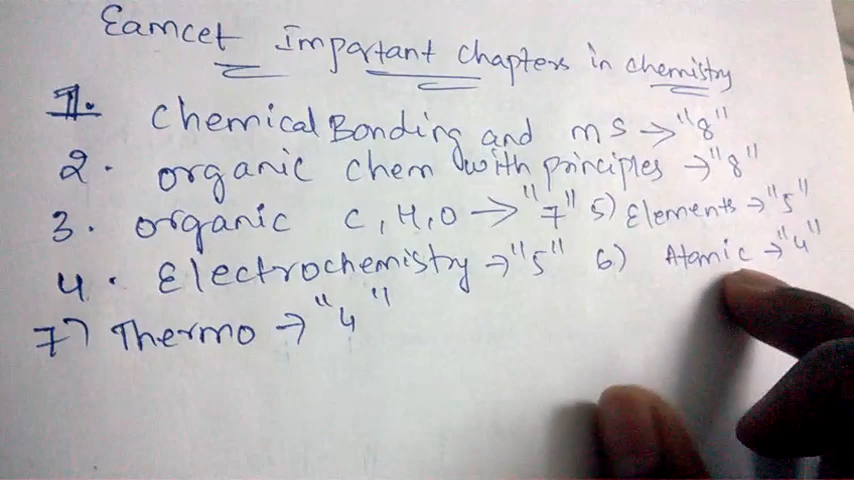 Eamcet Important chapters in chemistry
1. chemical Bonding and ms → "8"
2. organic chem with principles → "8"
3. organic C, H, O → "7" 5) Elements → "5"
4. Electrochemistry → "5" 6) Atomic → "4"
7) Thermo → "4"